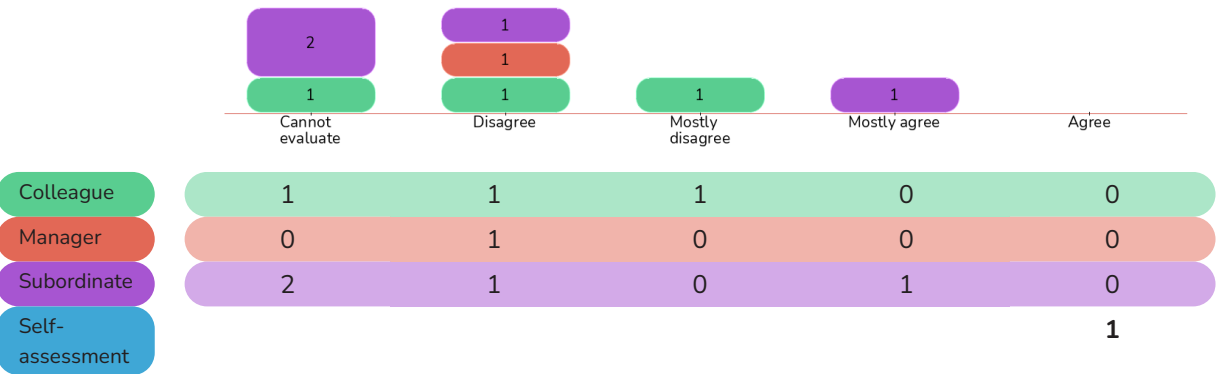 2 1
1
1 1 1 1
Cannot Disagree Mostly Mostly agree Agree
evaluate disagree
Colleague 1 1 1 0 0
Manager 0 1 0 0 0
Subordinate 2 1 0 1 0
Self- 1
assessment